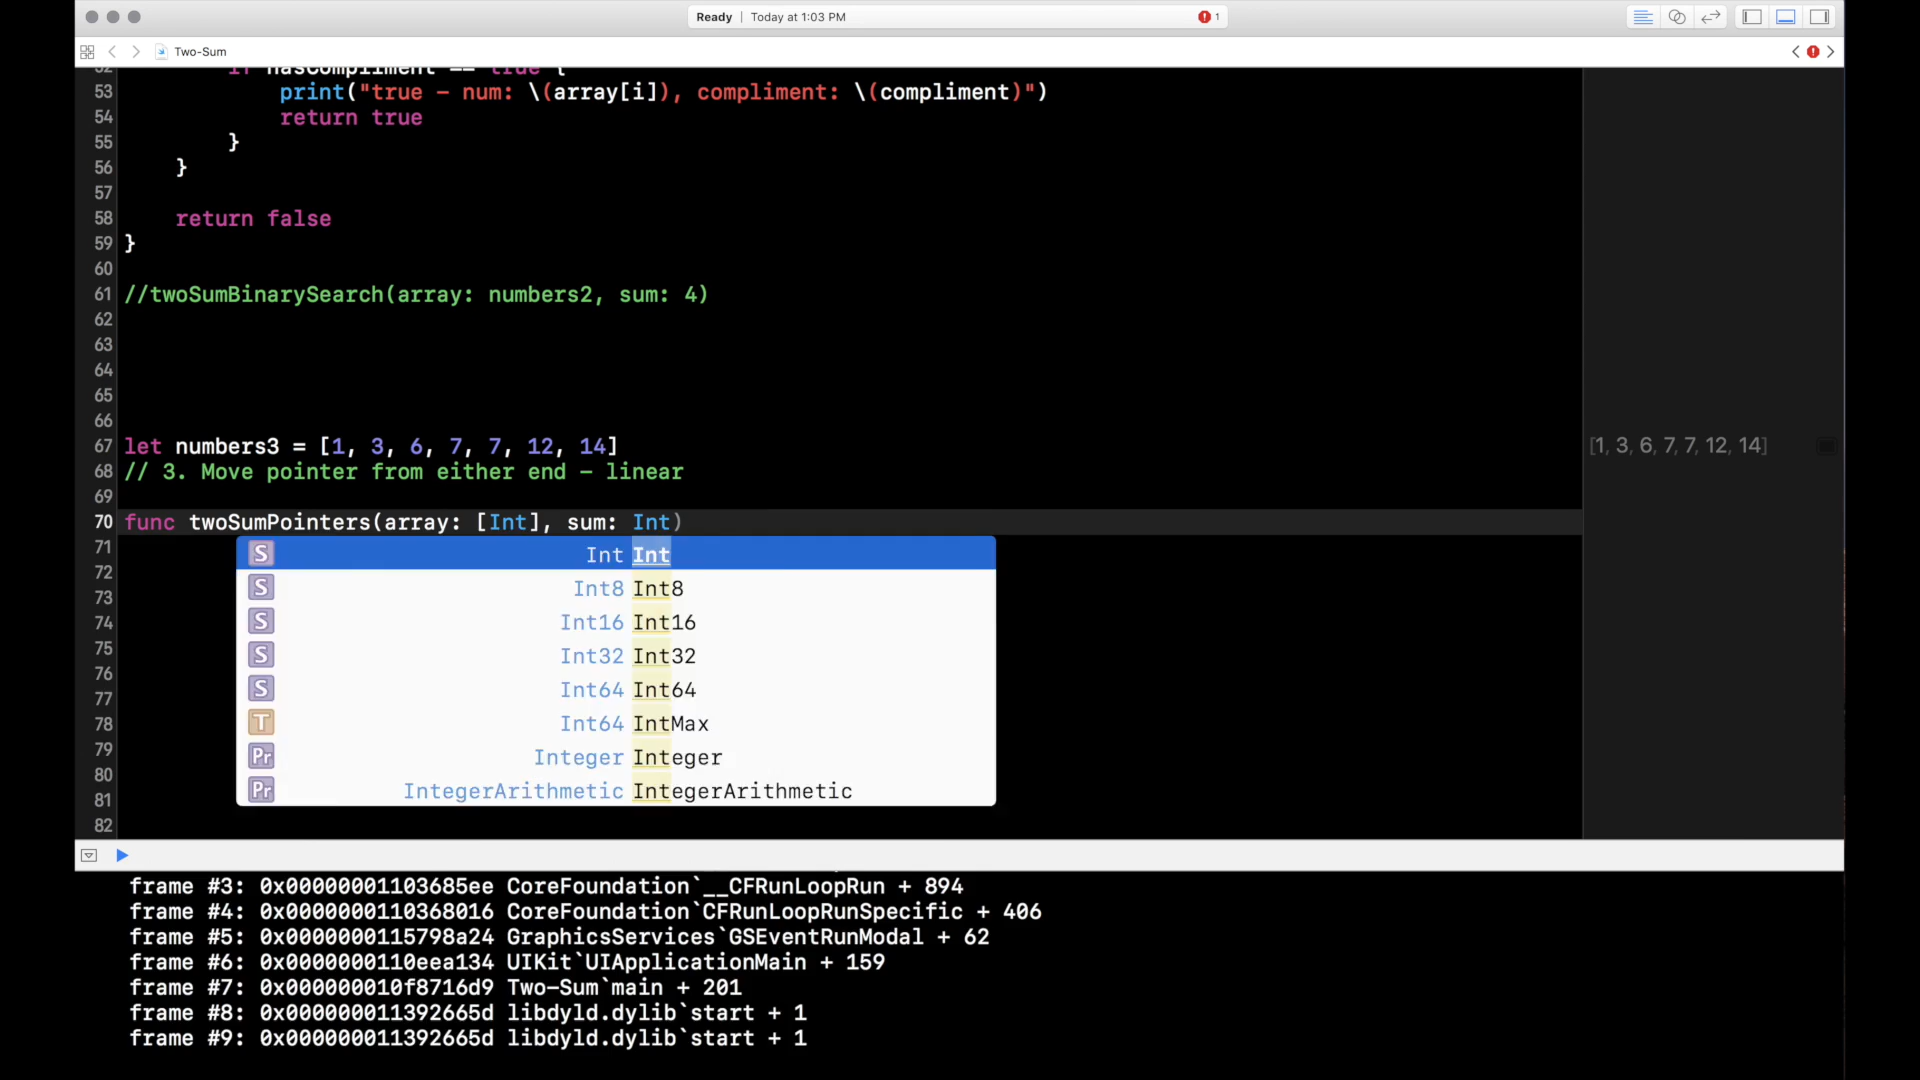 Ready | Today at 1:03 PM 1
Two-Sum
52 if hasCompliment == true {
53 print("true - num: \(array[i]), compliment: \(compliment)")
54 return true
55 }
56 }
57
58 return false
59 }
60
61 //twoSumBinarySearch(array: numbers2, sum: 4)
62
63
64
65
66
67 let numbers3 = [1, 3, 6, 7, 7, 12, 14] [1, 3, 6, 7, 7, 12, 14]
68 // 3. Move pointer from either end - linear
69
70 func twoSumPointers(array: [Int], sum: Int)
71 S Int Int
72 S Int8 Int8
73 S Int16 Int16
74 S Int32 Int32
75 S Int64 Int64
76 T Int64 IntMax
77 Pr Integer Integer
78 Pr IntegerArithmetic IntegerArithmetic
79
80
81
82
frame #3: 0x00000001103685ee CoreFoundation`__CFRunLoopRun + 894
frame #4: 0x0000000110368016 CoreFoundation`CFRunLoopRunSpecific + 406
frame #5: 0x0000000115798a24 GraphicsServices`GSEventRunModal + 62
frame #6: 0x0000000110eea134 UIKit`UIApplicationMain + 159
frame #7: 0x000000010f8716d9 Two-Sum`main + 201
frame #8: 0x000000011392665d libdyld.dylib`start + 1
frame #9: 0x000000011392665d libdyld.dylib`start + 1